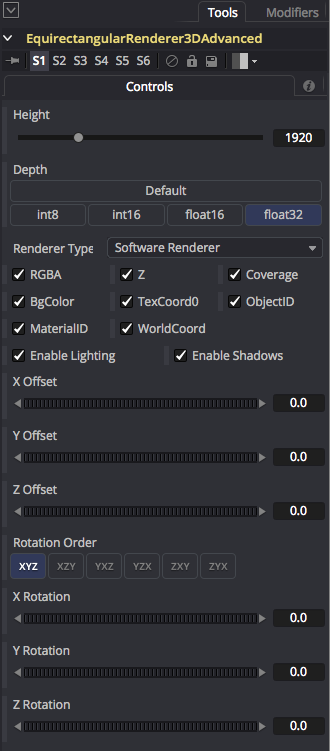 Tools Modifiers
EquirectangularRenderer3DAdvanced
S1 S2 S3 S4 S5 S6
Controls
Height
1920
Depth
Default
int8 int16 float16 float32
Renderer Type Software Renderer
RGBA Z Coverage
BgColor TexCoord0 ObjectID
MaterialID WorldCoord
Enable Lighting Enable Shadows
X Offset
0.0
Y Offset
0.0
Z Offset
0.0
Rotation Order
XYZ XZY YXZ YZX ZXY ZYX
X Rotation
0.0
Y Rotation
0.0
Z Rotation
0.0